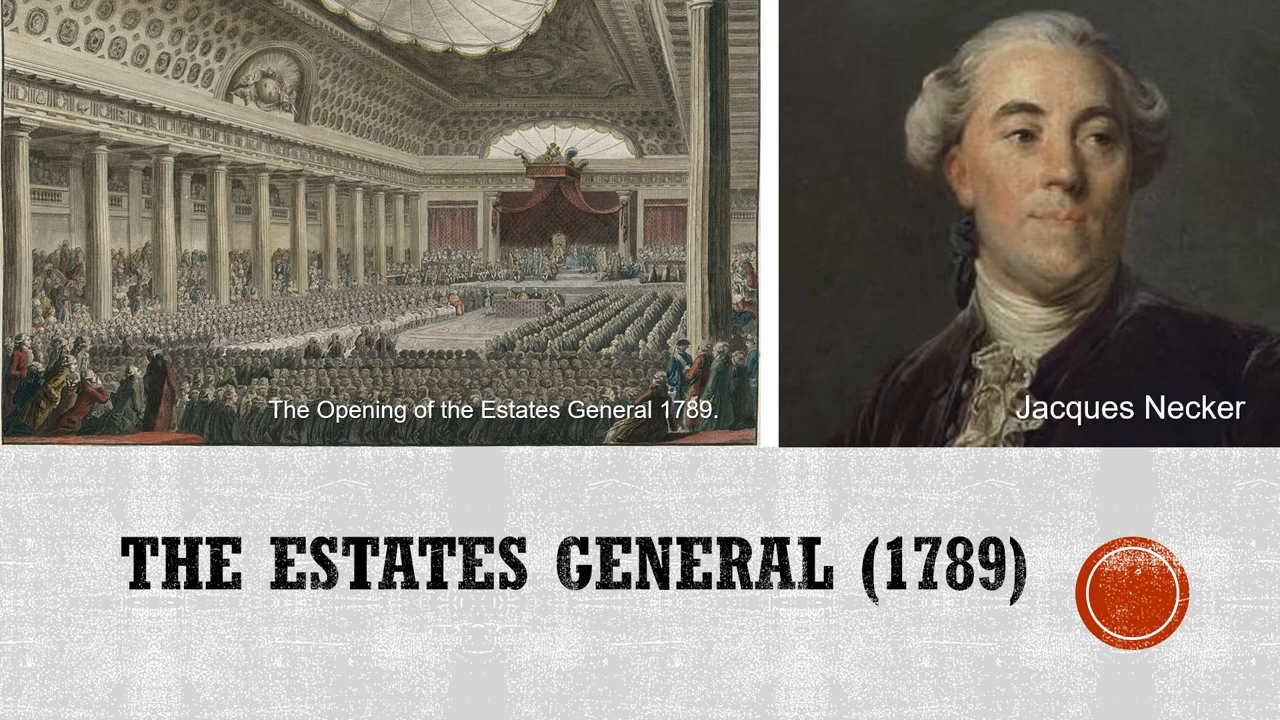 The Opening of the Estates General 1789.
Jacques Necker
THE ESTATES GENERAL (1789)